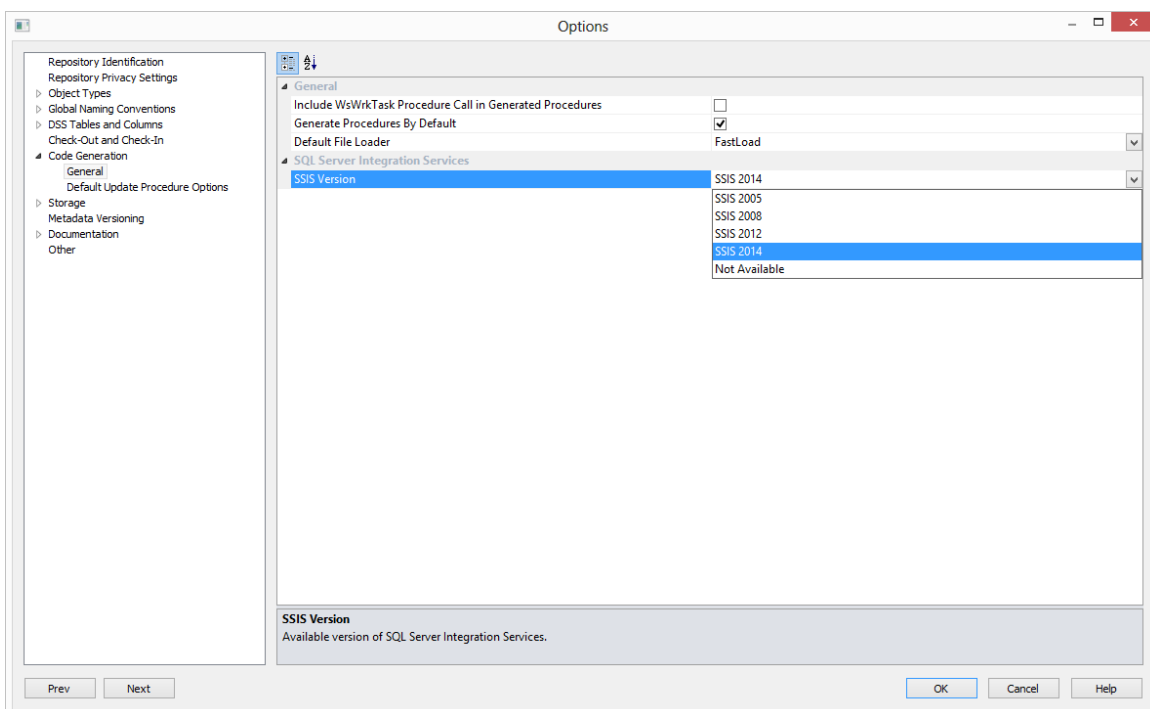 Options
Repository Identification
Repository Privacy Settings
Object Types
Global Naming Conventions
DSS Tables and Columns
Check-Out and Check-In
Code Generation
General
Default Update Procedure Options
Storage
Metadata Versioning
Documentation
Other
General
Include WsWrkTask Procedure Call in Generated Procedures
Generate Procedures By Default
Default File Loader FastLoad
SQL Server Integration Services
SSIS Version SSIS 2014
SSIS 2005
SSIS 2008
SSIS 2012
SSIS 2014
Not Available
SSIS Version
Available version of SQL Server Integration Services.
Prev Next OK Cancel Help